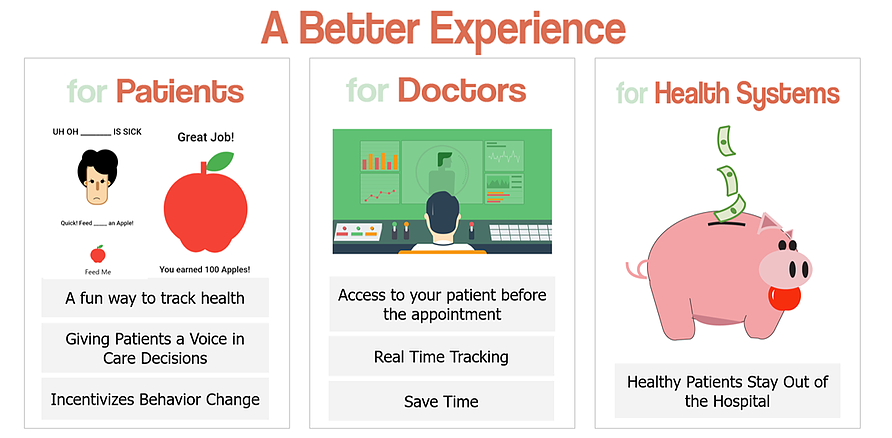 A Better Experience
for Patients
UH OH _______ IS SICK
Quick! Feed ____ an Apple!
Feed Me
Great Job!
You earned 100 Apples!
A fun way to track health
Giving Patients a Voice in
Care Decisions
Incentivizes Behavior Change
for Doctors
Access to your patient before
the appointment
Real Time Tracking
Save Time
for Health Systems
Healthy Patients Stay Out of
the Hospital